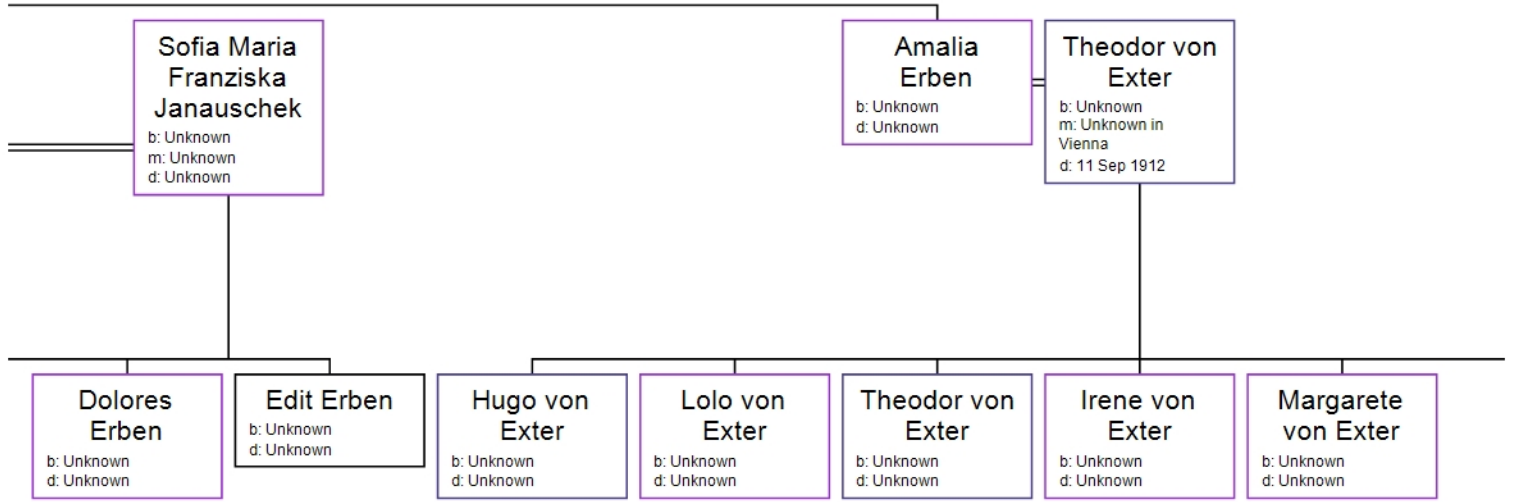 Sofia Maria
Franziska
Janauschek
b: Unknown
m: Unknown
d: Unknown
Amalia
Erben
b: Unknown
d: Unknown
Theodor von
Exter
b: Unknown
m: Unknown in
Vienna
d: 11 Sep 1912
Dolores
Erben
b: Unknown
d: Unknown
Edit Erben
b: Unknown
d: Unknown
Hugo von
Exter
b: Unknown
d: Unknown
Lolo von
Exter
b: Unknown
d: Unknown
Theodor von
Exter
b: Unknown
d: Unknown
Irene von
Exter
b: Unknown
d: Unknown
Margarete
von Exter
b: Unknown
d: Unknown